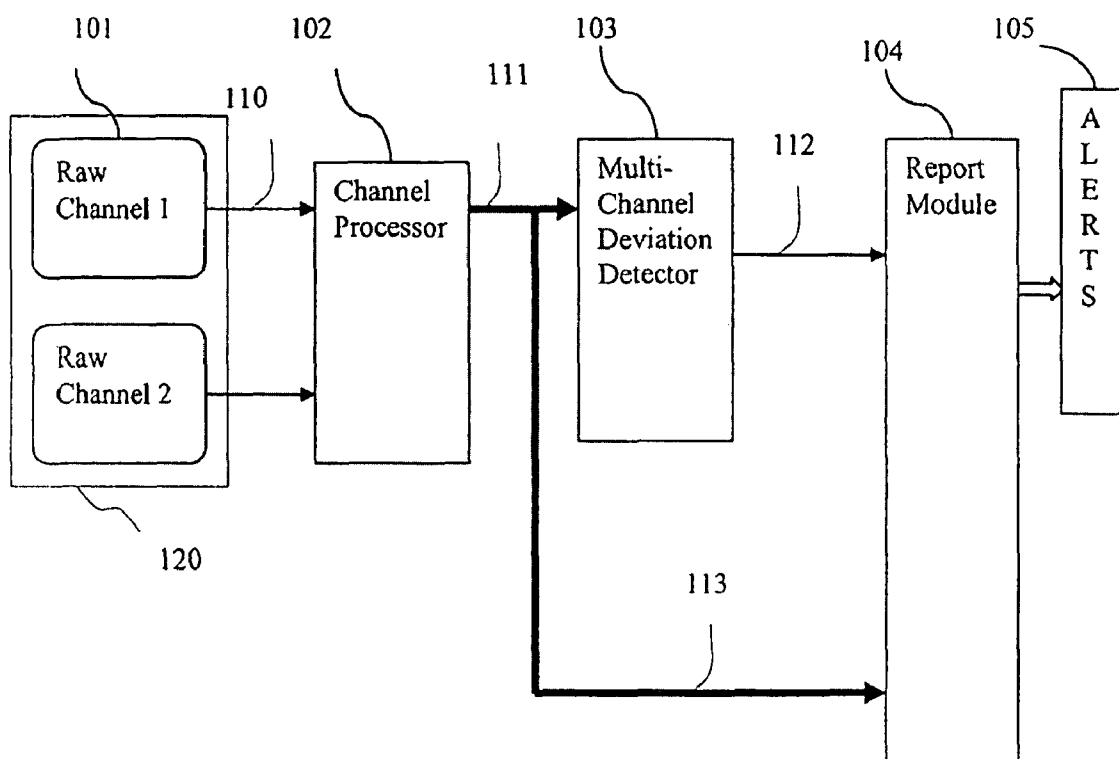 101
102
103
104
105
110
111
112
Raw
Channel 1
Channel
Processor
Multi-
Channel
Deviation
Detector
Report
Module
A
L
E
R
T
S
Raw
Channel 2
120
113